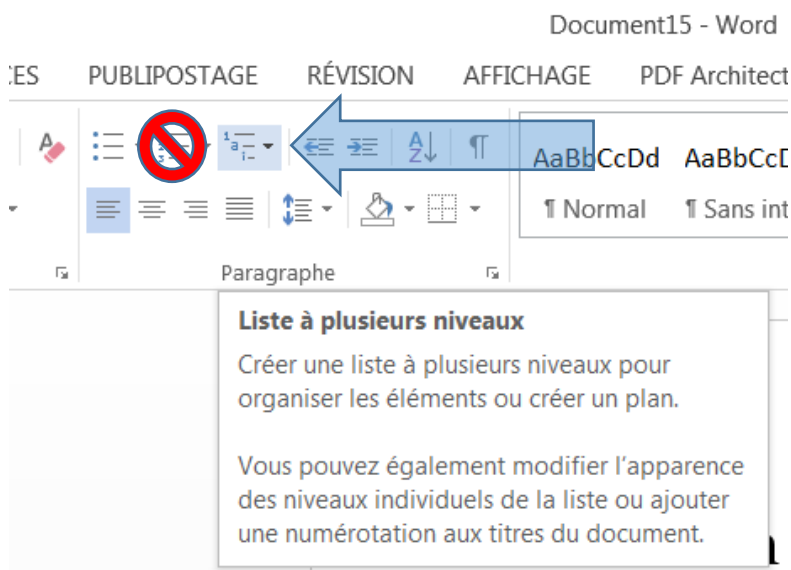 Document15 - Word
CES PUBLIPOSTAGE RÉVISION AFFICHAGE PDF Architect
AaBbCcDd AaBbCcD
¶ Normal ¶ Sans int
Paragraphe
Liste à plusieurs niveaux
Créer une liste à plusieurs niveaux pour
organiser les éléments ou créer un plan.
Vous pouvez également modifier l'apparence
des niveaux individuels de la liste ou ajouter
une numérotation aux titres du document.